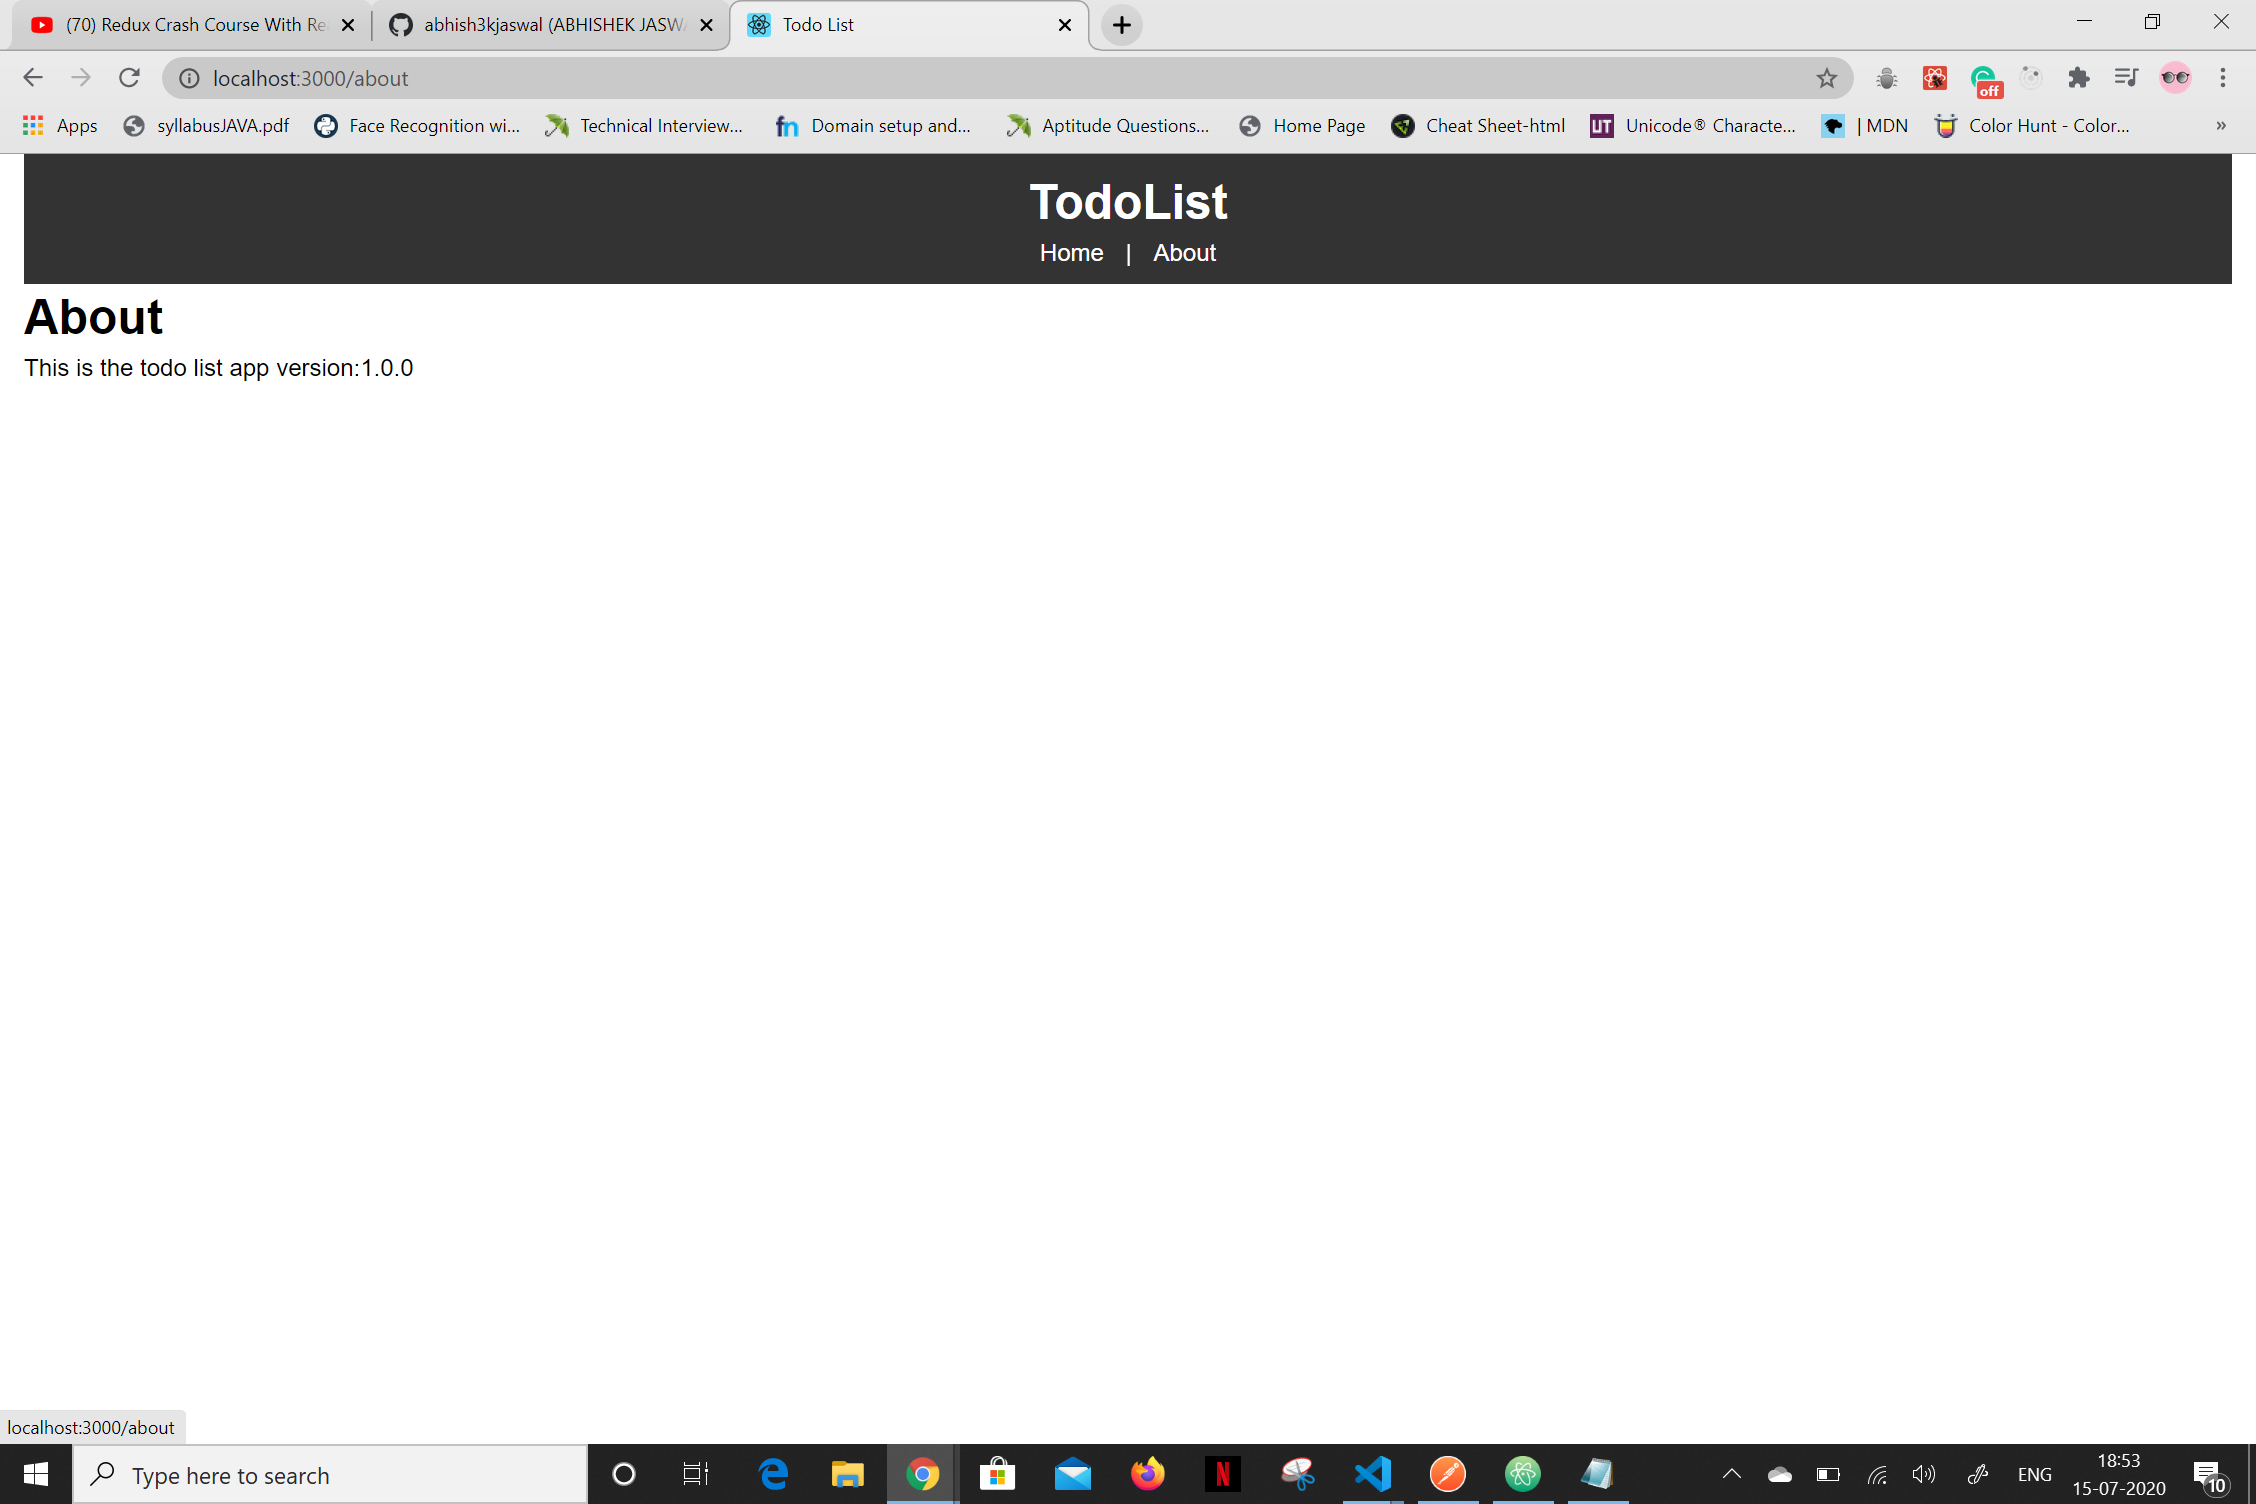 (70) Redux Crash Course With Re
abhish3kjaswal (ABHISHEK JASW
Todo List
localhost:3000/about
off
Apps
syllabusJAVA.pdf
Face Recognition wi...
Technical Interview...
fn
Domain setup and...
Aptitude Questions...
Home Page
Cheat Sheet-html
UT
Unicode® Characte...
| MDN
Color Hunt - Color...
»
TodoList
Home | About
About
This is the todo list app version:1.0.0
localhost:3000/about
Type here to search
N
ENG
18:53
15-07-2020
10